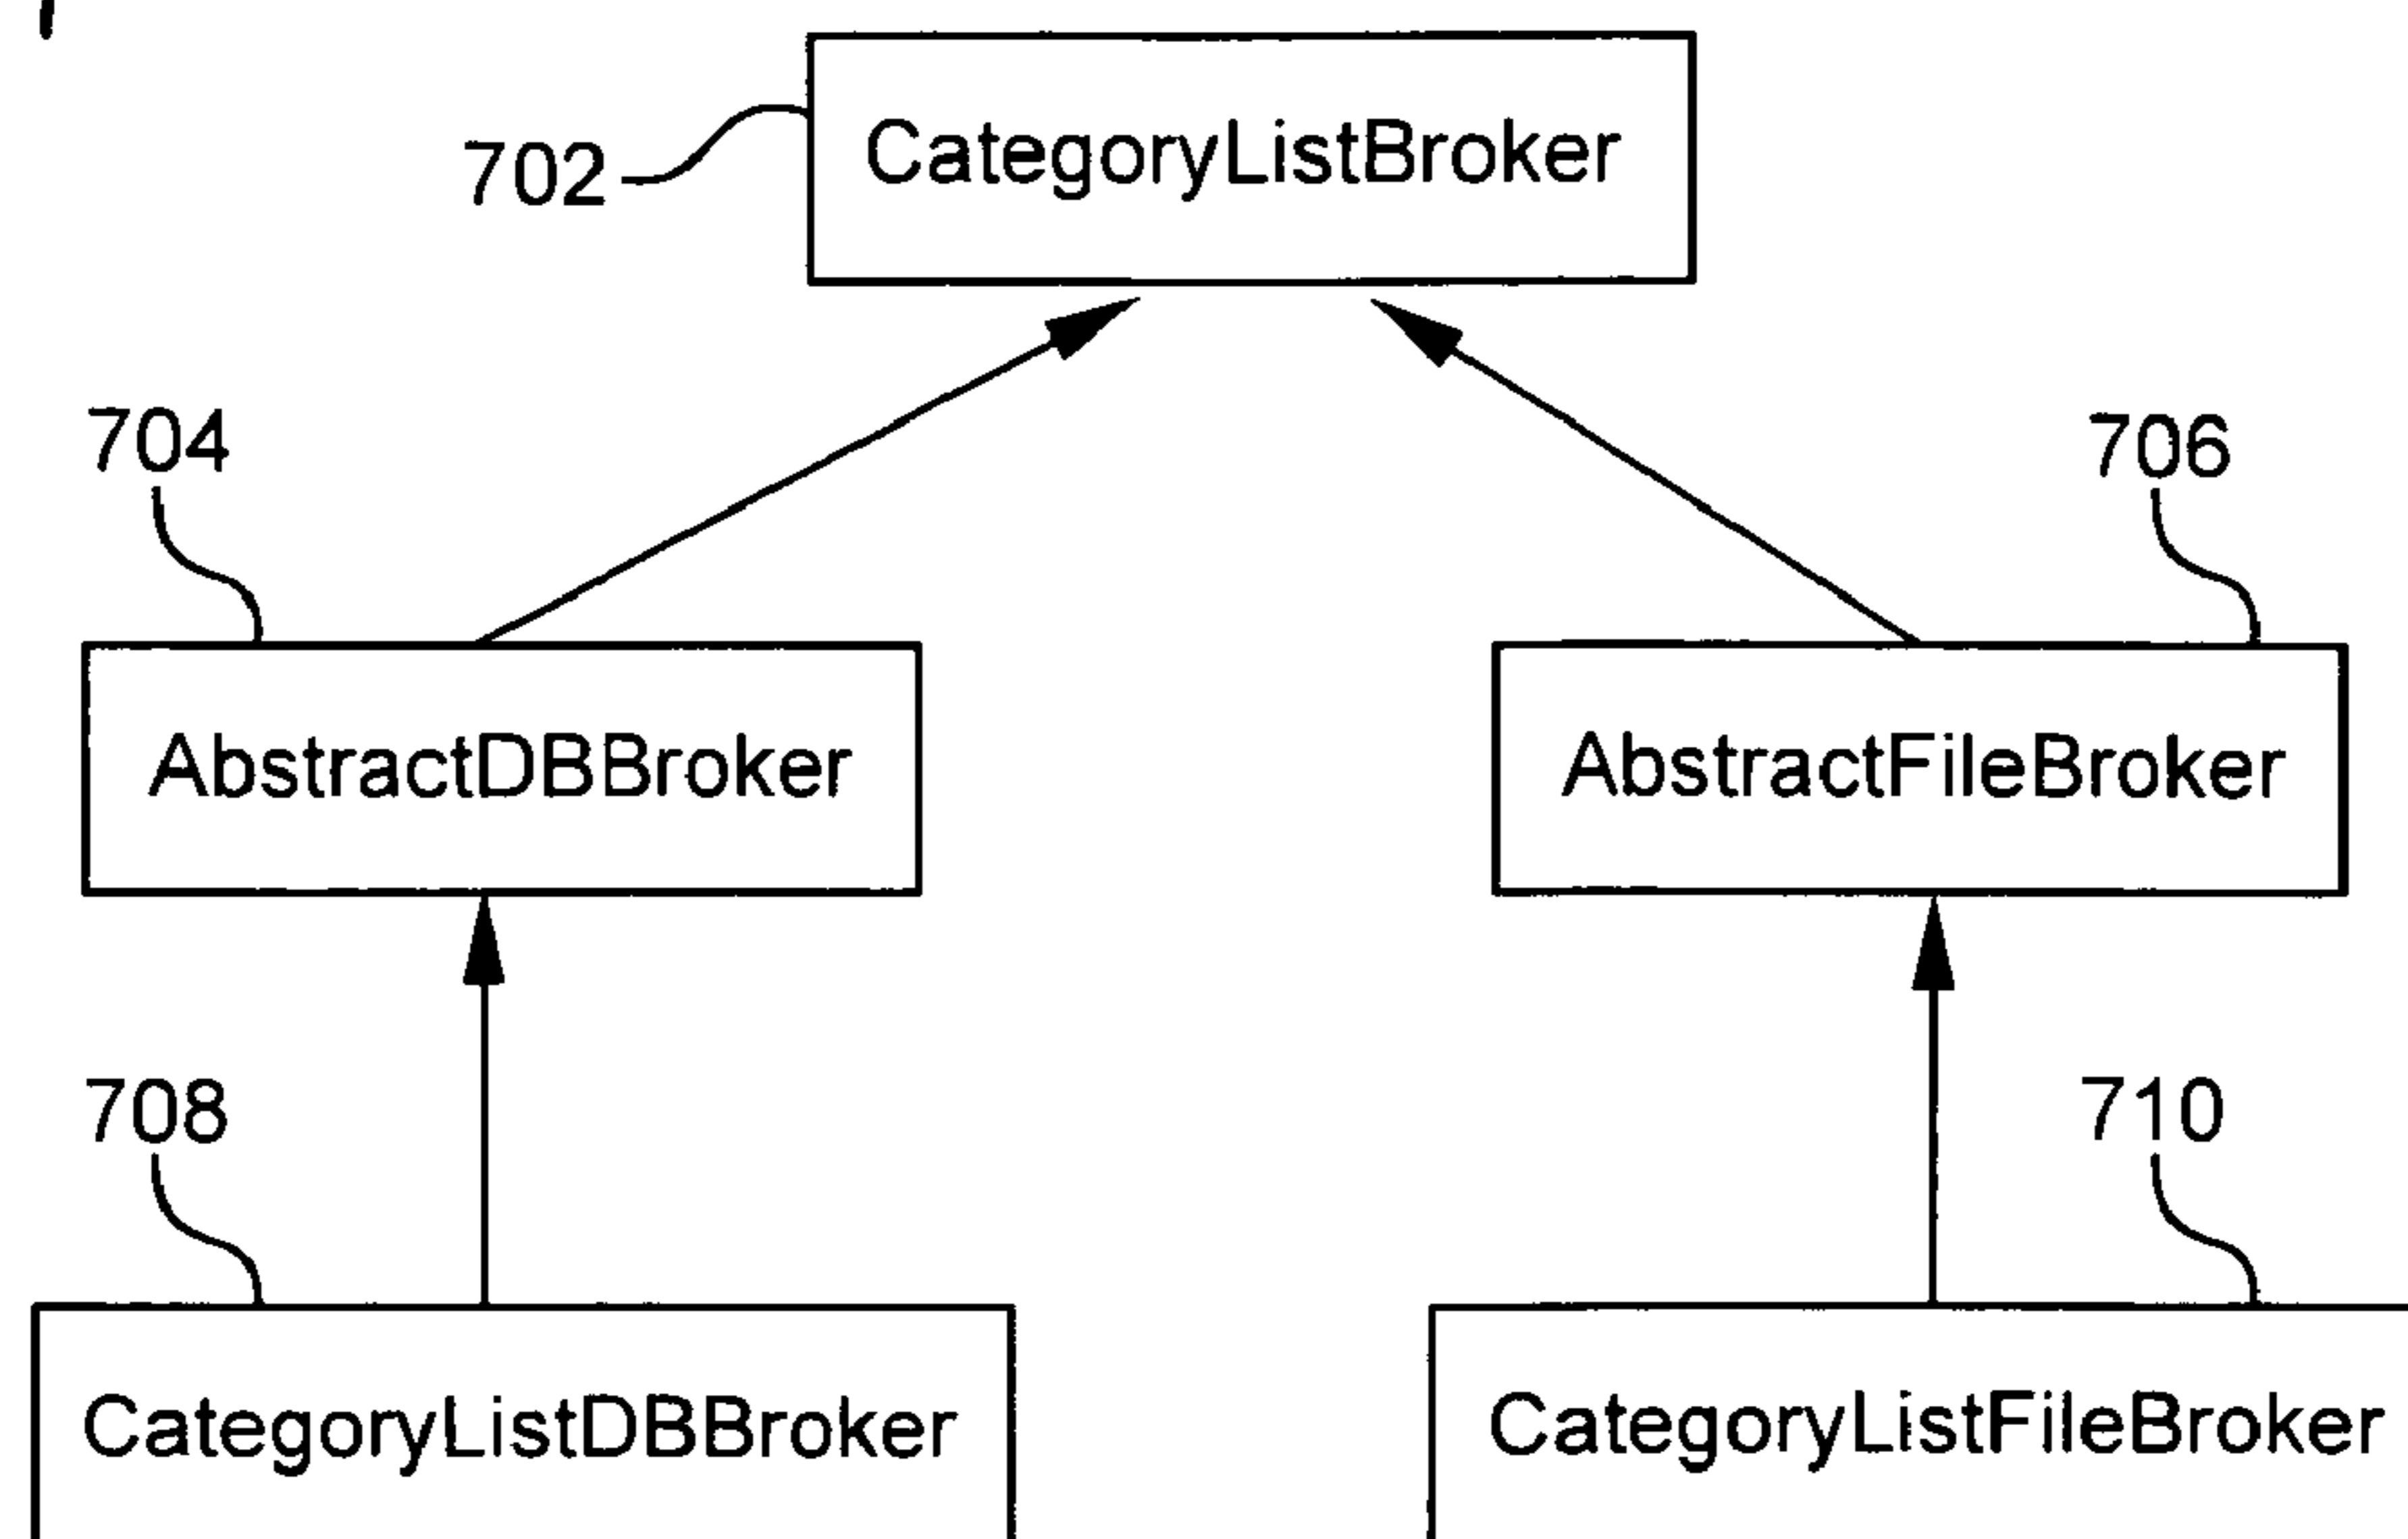 CategoryListBroker
702
704
706
AbstractDBBroker
AbstractFileBroker
708
710
CategoryListDBBroker
CategoryListFileBroker